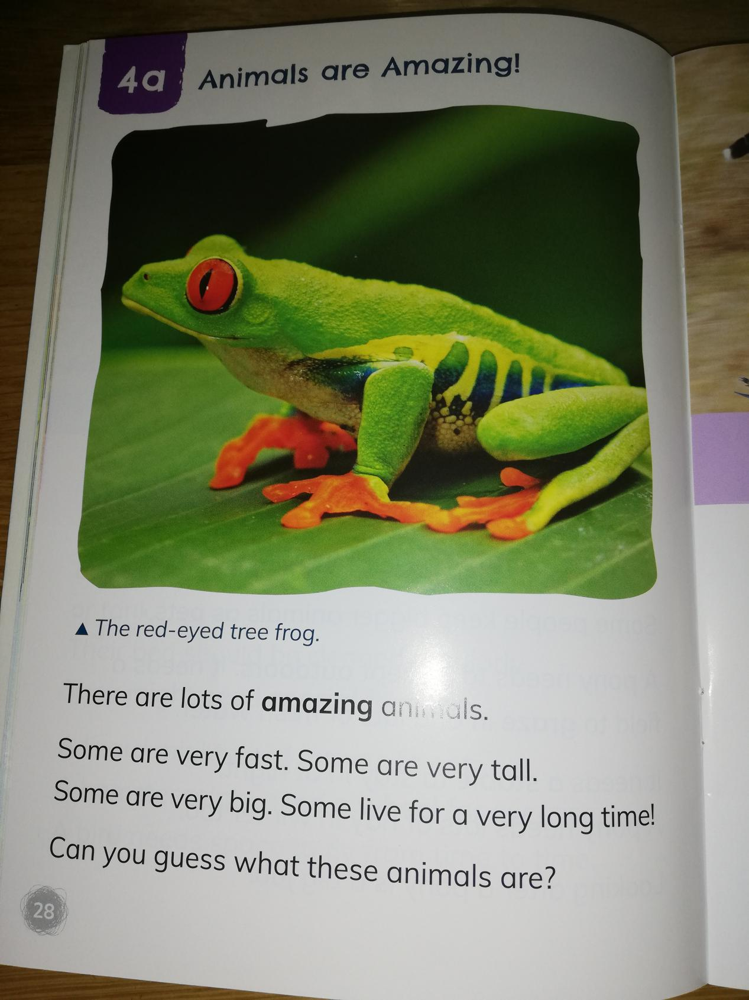 4a Animals are Amazing!
▲ The red-eyed tree frog.
There are lots of amazing animals.
Some are very fast. Some are very tall.
Some are very big. Some live for a very long time!
Can you guess what these animals are?
28